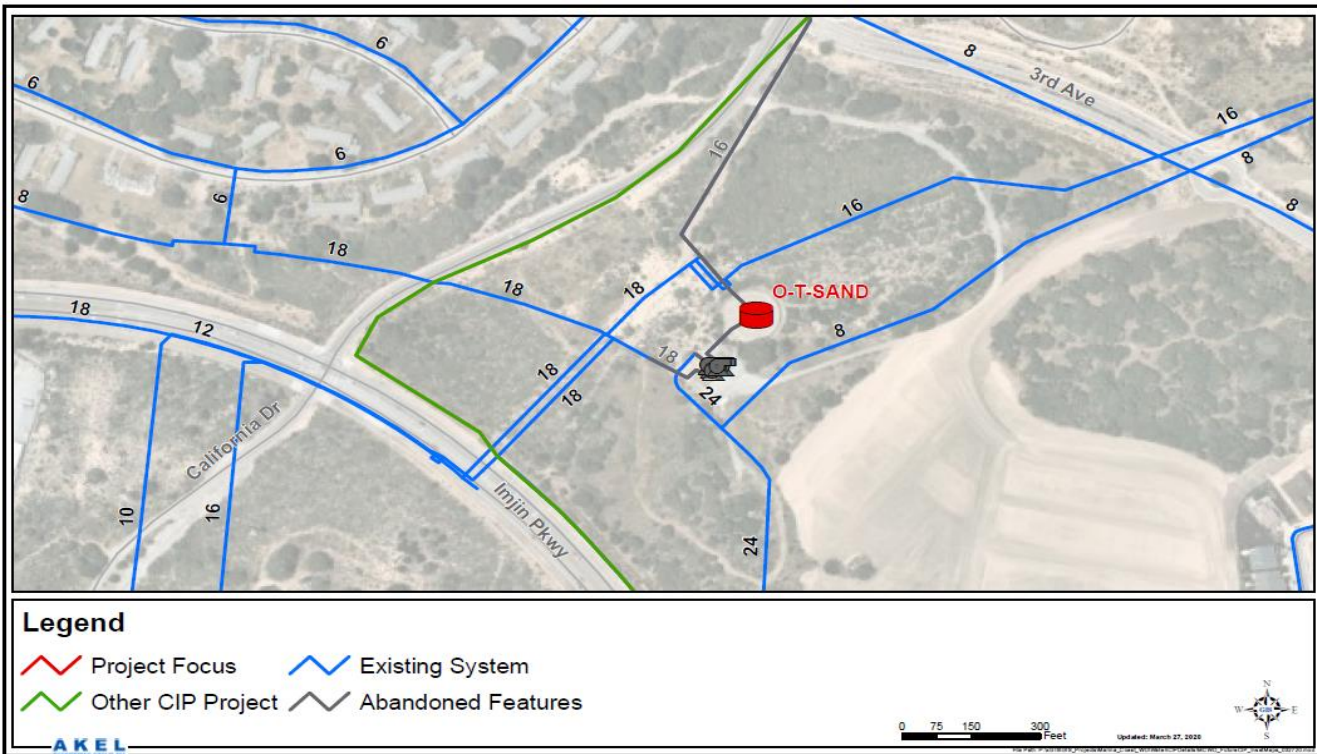 6
6
8
3rd Ave
16
6
16
8
6
8
16
8
18
18
18
O-T-SAND
18
12
8
18
18
18
24
California Dr
Imjin Pkwy
10
16
24
Legend
Project Focus
Existing System
Other CIP Project
Abandoned Features
N
W
GIS
E
S
0 75 150 300
Feet
Updated: March 27, 2020
AKEL